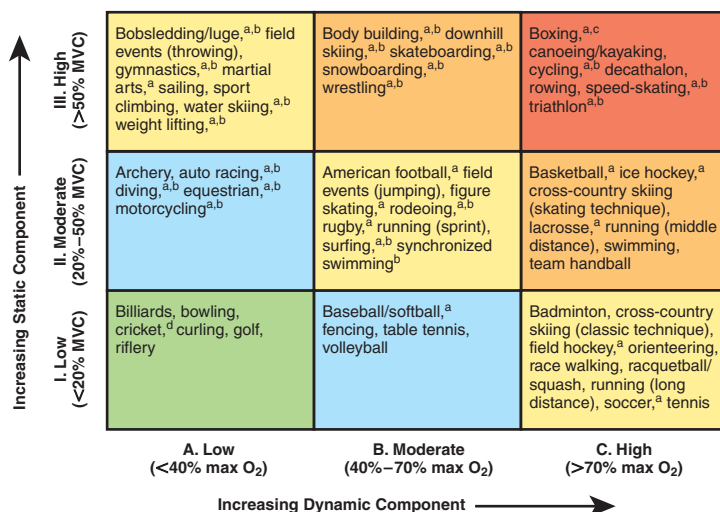 Increasing Static Component
III. High
(>50% MVC)
Bobsledding/luge,a,b field
events (throwing),
gymnastics,a,b martial
arts,a sailing, sport
climbing, water skiing,a,b
weight lifting,a,b
Body building,a,b downhill
skiing,a,b skateboarding,a,b
snowboarding,a,b
wrestlinga,b
Boxing,a,c
canoeing/kayaking,
cycling,a,b decathalon,
rowing, speed-skating,a,b
triathlona,b
II. Moderate
(20%–50% MVC)
Archery, auto racing,a,b
diving,a,b equestrian,a,b
motorcyclinga,b
American football,a field
events (jumping), figure
skating,a rodeoing,a,b
rugby,a running (sprint),
surfing,a,b synchronized
swimmingb
Basketball,a ice hockey,a
cross-country skiing
(skating technique),
lacrosse,a running (middle
distance), swimming,
team handball
I. Low
(<20% MVC)
Billiards, bowling,
cricket,d curling, golf,
riflery
Baseball/softball,a
fencing, table tennis,
volleyball
Badminton, cross-country
skiing (classic technique),
field hockey,a orienteering,
race walking, racquetball/
squash, running (long
distance), soccer,a tennis
A. Low
(<40% max O2)
B. Moderate
(40%–70% max O2)
C. High
(>70% max O2)
Increasing Dynamic Component